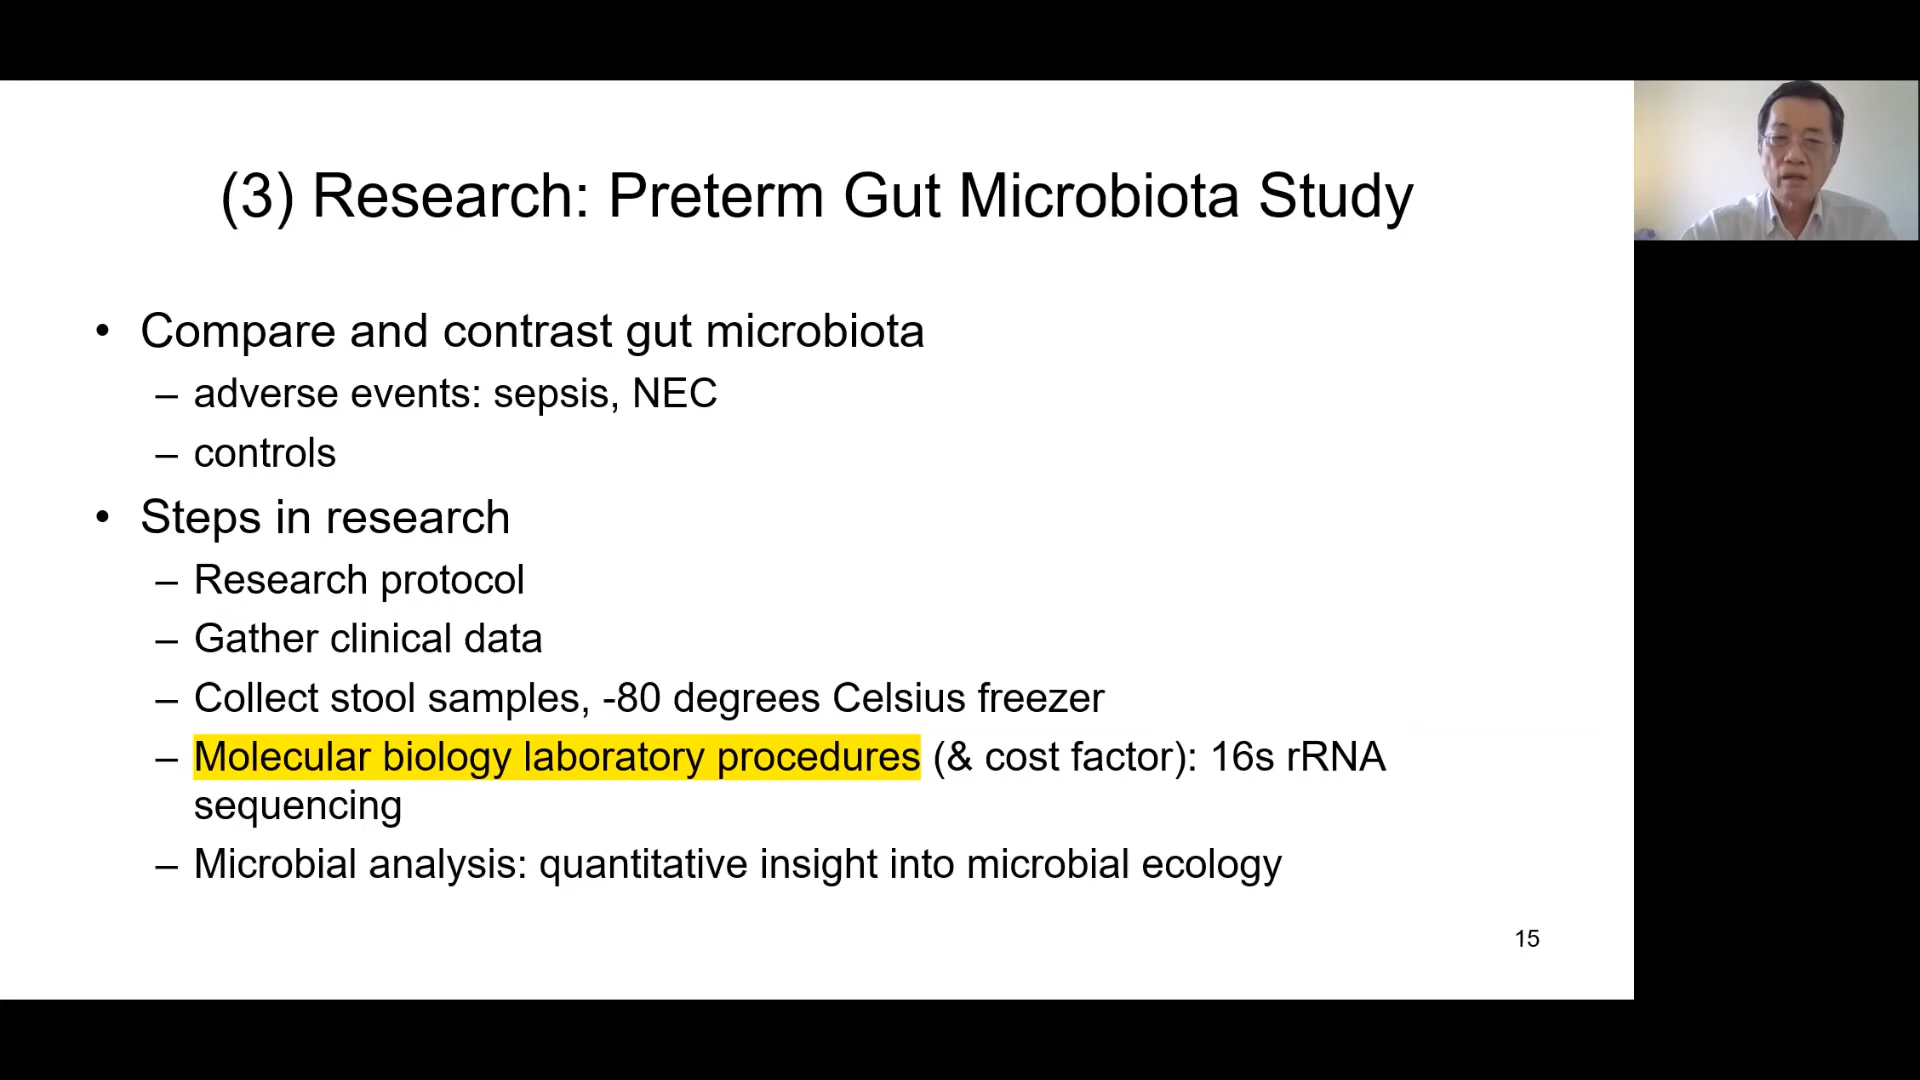 (3) Research: Preterm Gut Microbiota Study
• Compare and contrast gut microbiota
– adverse events: sepsis, NEC
– controls
• Steps in research
– Research protocol
– Gather clinical data
– Collect stool samples, -80 degrees Celsius freezer
– Molecular biology laboratory procedures (& cost factor): 16s rRNA
sequencing
– Microbial analysis: quantitative insight into microbial ecology
15